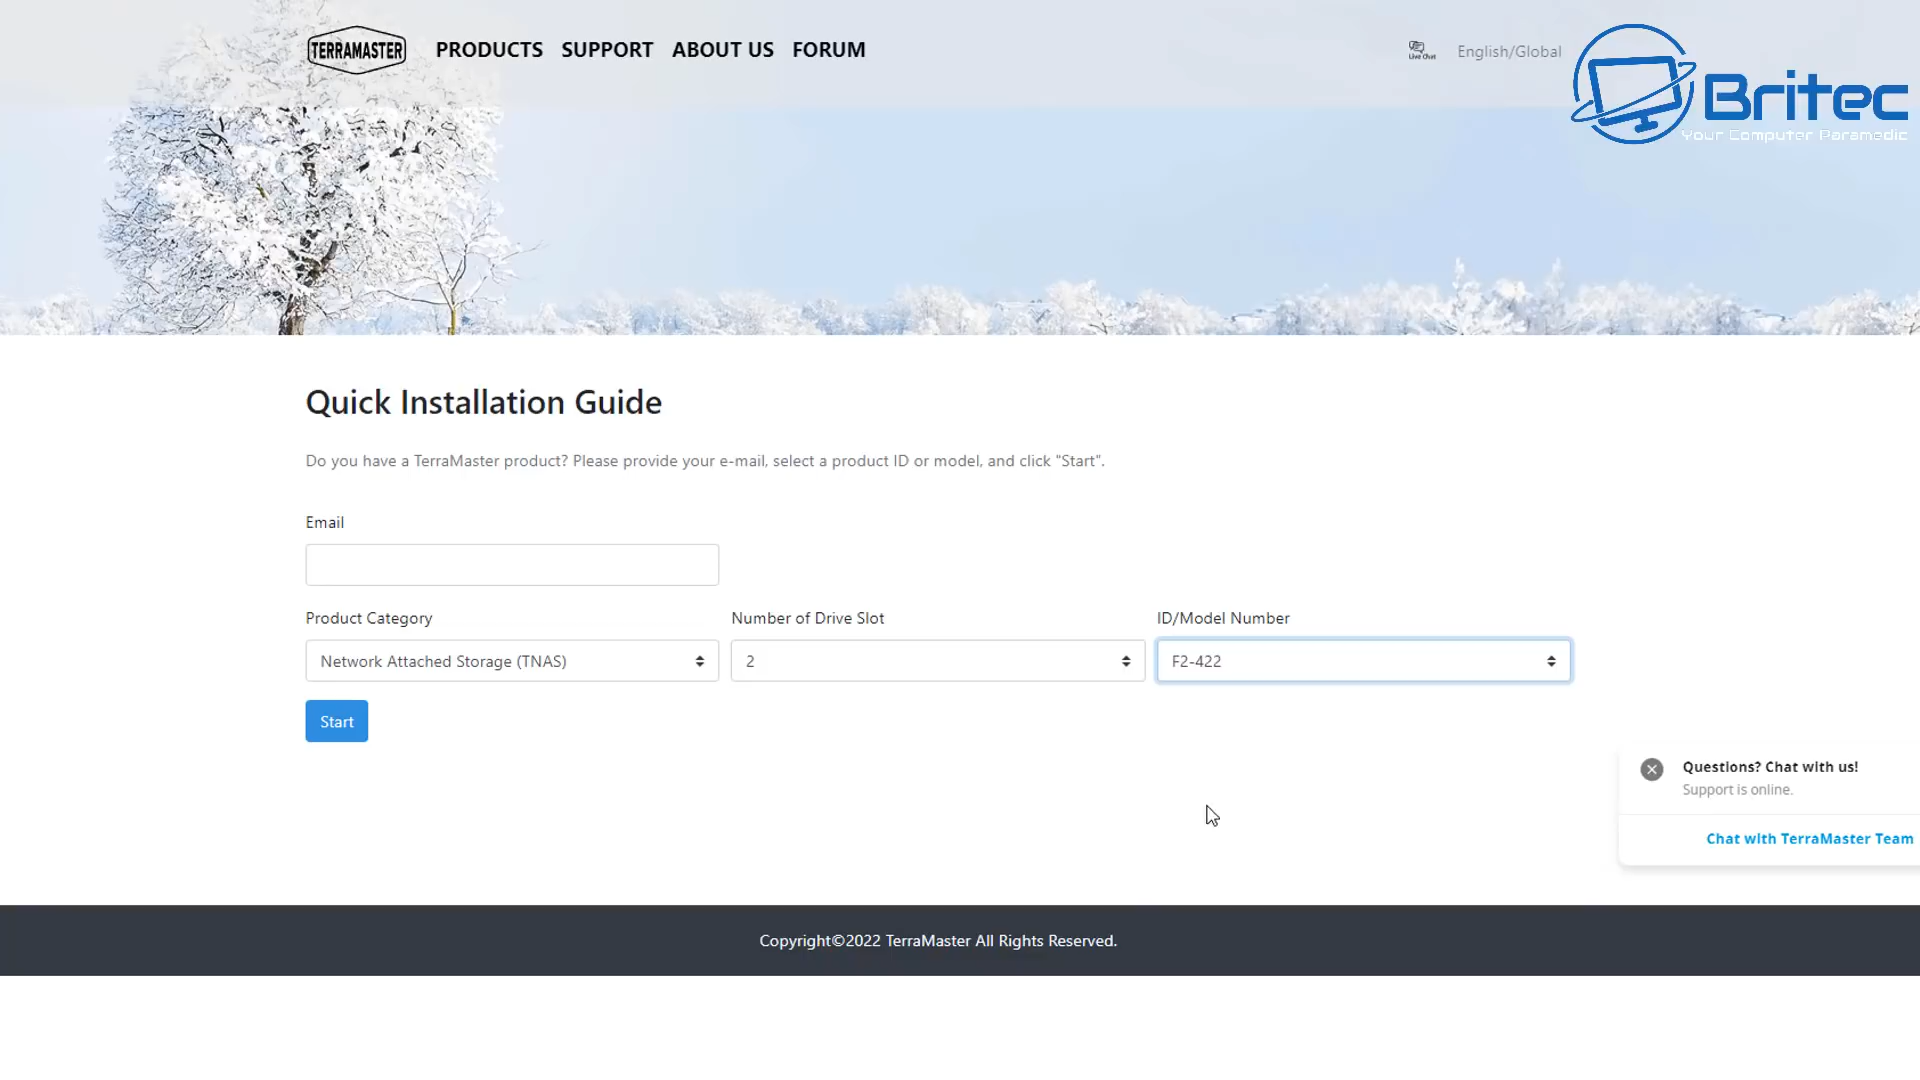 TERRAMASTER
PRODUCTS SUPPORT ABOUT US FORUM
Live Chat
English/Global
Britec
Your Computer Paramedic
Quick Installation Guide
Do you have a TerraMaster product? Please provide your e-mail, select a product ID or model, and click "Start".
Email
Product Category
Number of Drive Slot
ID/Model Number
Network Attached Storage (TNAS)
2
F2-422
Start
Questions? Chat with us!
Support is online.
Chat with TerraMaster Team
Copyright©2022 TerraMaster All Rights Reserved.